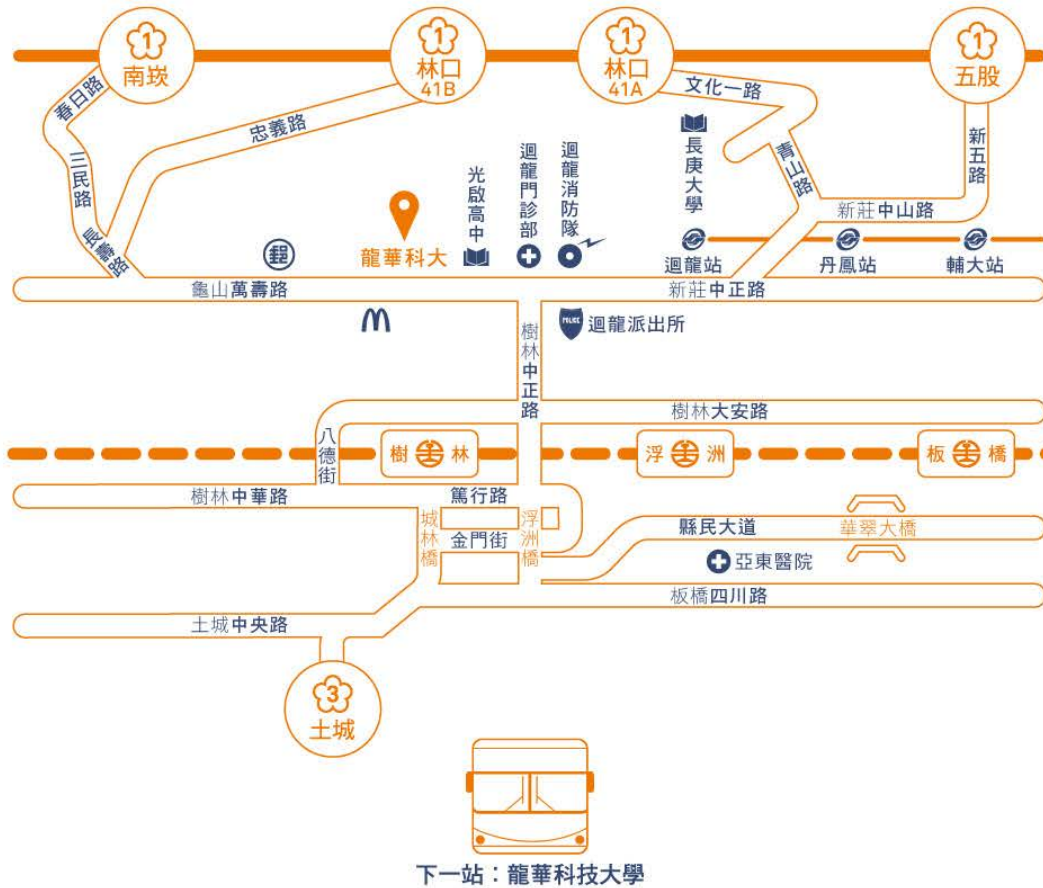 1
南崁
1
林口
41B
1
林口
41A
1
五股
春日路
三民路
長壽路
忠義路
文化一路
青山路
新五路
新莊中山路
光啟高中
迴龍門診部
迴龍消防隊
長庚大學
郵
龍華科大
迴龍站
丹鳳站
輔大站
龜山萬壽路
新莊中正路
POLICE
迴龍派出所
樹林中正路
樹林大安路
八德街
樹 林
浮 洲
板 橋
樹林中華路
篤行路
城林橋
浮洲橋
金門街
縣民大道
華翠大橋
亞東醫院
板橋四川路
土城中央路
3
土城
下一站：龍華科技大學